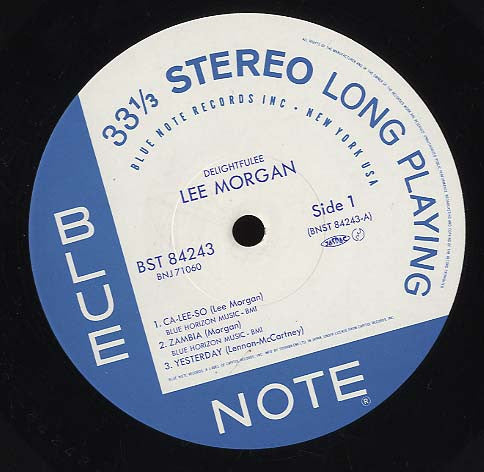 33 1/3 STEREO LONG PLAYING
BLUE NOTE RECORDS INC • NEW YORK USA
DELIGHTFULEE
LEE MORGAN
Side 1
(BNST 84243-A)
BST 84243
BNJ 71060
1. CA-LEE-SO (Lee Morgan)
BLUE HORIZON MUSIC - BMI
2. ZAMBIA (Morgan)
BLUE HORIZON MUSIC - BMI
3. YESTERDAY (Lennon-McCartney)
BLUE NOTE
®